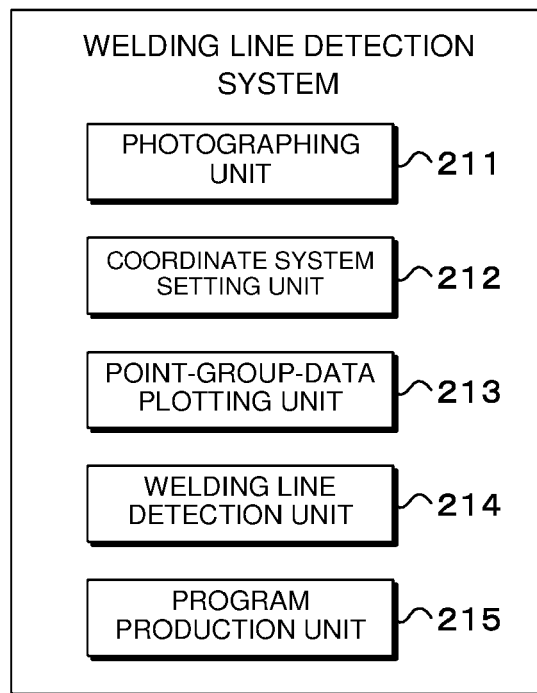 WELDING LINE DETECTION
SYSTEM
PHOTOGRAPHING
UNIT
211
COORDINATE SYSTEM
SETTING UNIT
212
POINT-GROUP-DATA
PLOTTING UNIT
213
WELDING LINE
DETECTION UNIT
214
PROGRAM
PRODUCTION UNIT
215